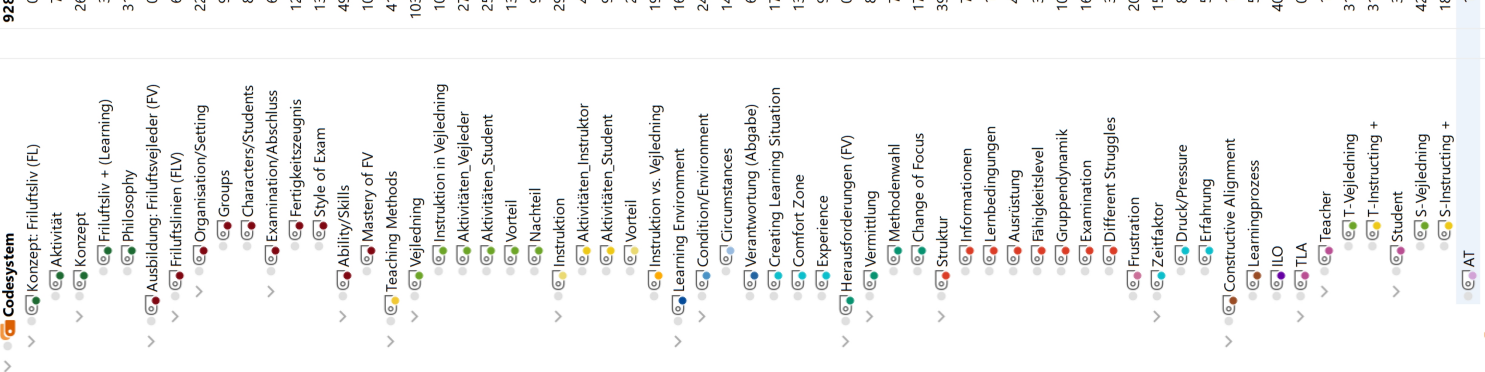 Codesystem 928
Konzept: Friluftsliv (FL)
Aktivität
Konzept
Friluftsliv + (Learning)
Philosophy
Ausbildung: Friluftsvejleder (FV)
Friluftslinien (FLV)
Organisation/Setting
Groups
Characters/Students
Examination/Abschluss
Fertigkeitszeugnis
Style of Exam
Ability/Skills
Mastery of FV
Teaching Methods
Vejledning
Instruktion in Vejledning
Aktivitäten_Vejleder
Aktivitäten_Student
Vorteil
Nachteil
Instruktion
Aktivitäten_Instruktor
Aktivitäten_Student
Vorteil
Instruktion vs. Vejledning
Learning Environment
Condition/Environment
Circumstances
Verantwortung (Abgabe)
Creating Learning Situation
Comfort Zone
Experience
Herausforderungen (FV)
Vermittlung
Methodenwahl
Change of Focus
Struktur
Informationen
Lernbedingungen
Ausrüstung
Fähigkeitslevel
Gruppendynamik
Examination
Different Struggles
Frustration
Zeitfaktor
Druck/Pressure
Erfahrung
Constructive Alignment
Learningprozess
ILO
TLA
Teacher
T-Vejledning
T-Instructing +
Student
S-Vejledning
S-Instructing +
AT